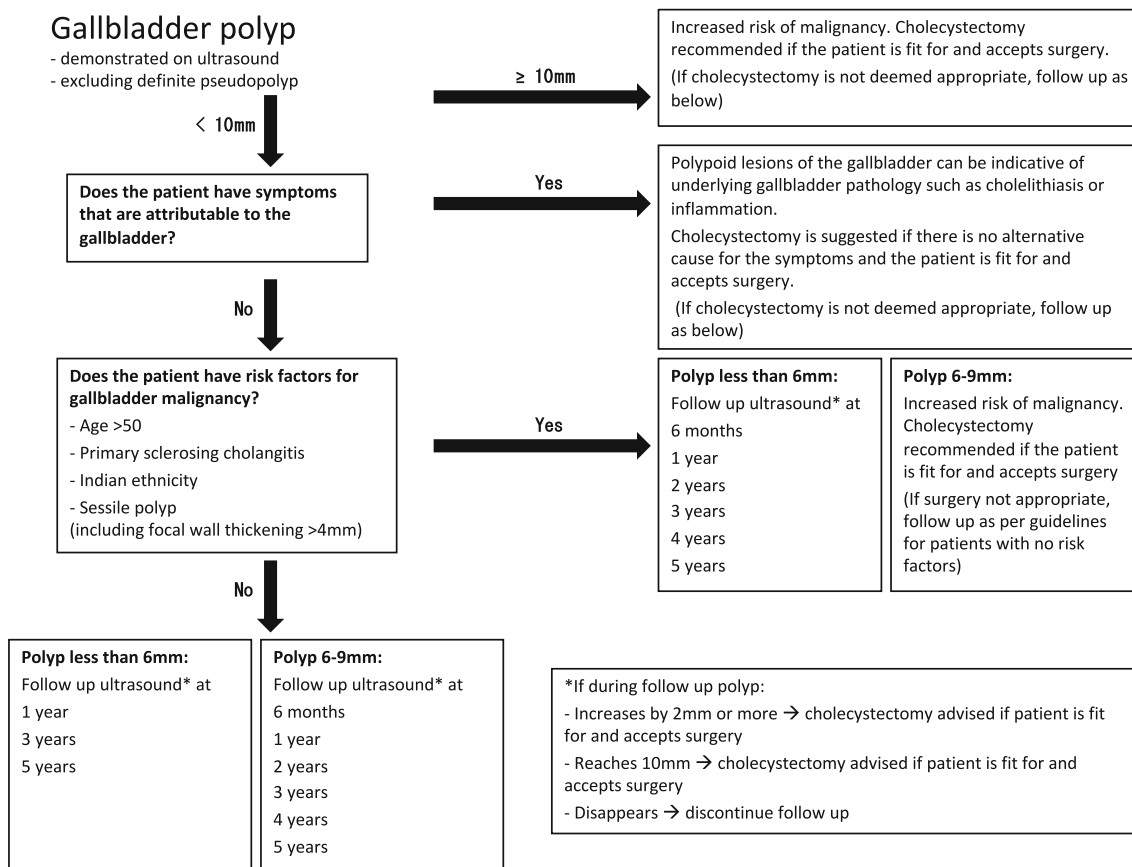 Gallbladder polyp
- demonstrated on ultrasound
- excluding definite pseudopolyp
≥ 10mm
Increased risk of malignancy. Cholecystectomy
recommended if the patient is fit for and accepts surgery.
(If cholecystectomy is not deemed appropriate, follow up as
below)
< 10mm
Does the patient have symptoms
that are attributable to the
gallbladder?
Yes
Polypoid lesions of the gallbladder can be indicative of
underlying gallbladder pathology such as cholelithiasis or
inflammation.
Cholecystectomy is suggested if there is no alternative
cause for the symptoms and the patient is fit for and
accepts surgery.
(If cholecystectomy is not deemed appropriate, follow up
as below)
No
Does the patient have risk factors for
gallbladder malignancy?
- Age >50
- Primary sclerosing cholangitis
- Indian ethnicity
- Sessile polyp
(including focal wall thickening >4mm)
Yes
Polyp less than 6mm:
Follow up ultrasound* at
6 months
1 year
2 years
3 years
4 years
5 years
Polyp 6-9mm:
Increased risk of malignancy.
Cholecystectomy
recommended if the patient
is fit for and accepts surgery
(If surgery not appropriate,
follow up as per guidelines
for patients with no risk
factors)
No
Polyp less than 6mm:
Follow up ultrasound* at
1 year
3 years
5 years
Polyp 6-9mm:
Follow up ultrasound* at
6 months
1 year
2 years
3 years
4 years
5 years
*If during follow up polyp:
- Increases by 2mm or more → cholecystectomy advised if patient is fit
for and accepts surgery
- Reaches 10mm → cholecystectomy advised if patient is fit for and
accepts surgery
- Disappears → discontinue follow up